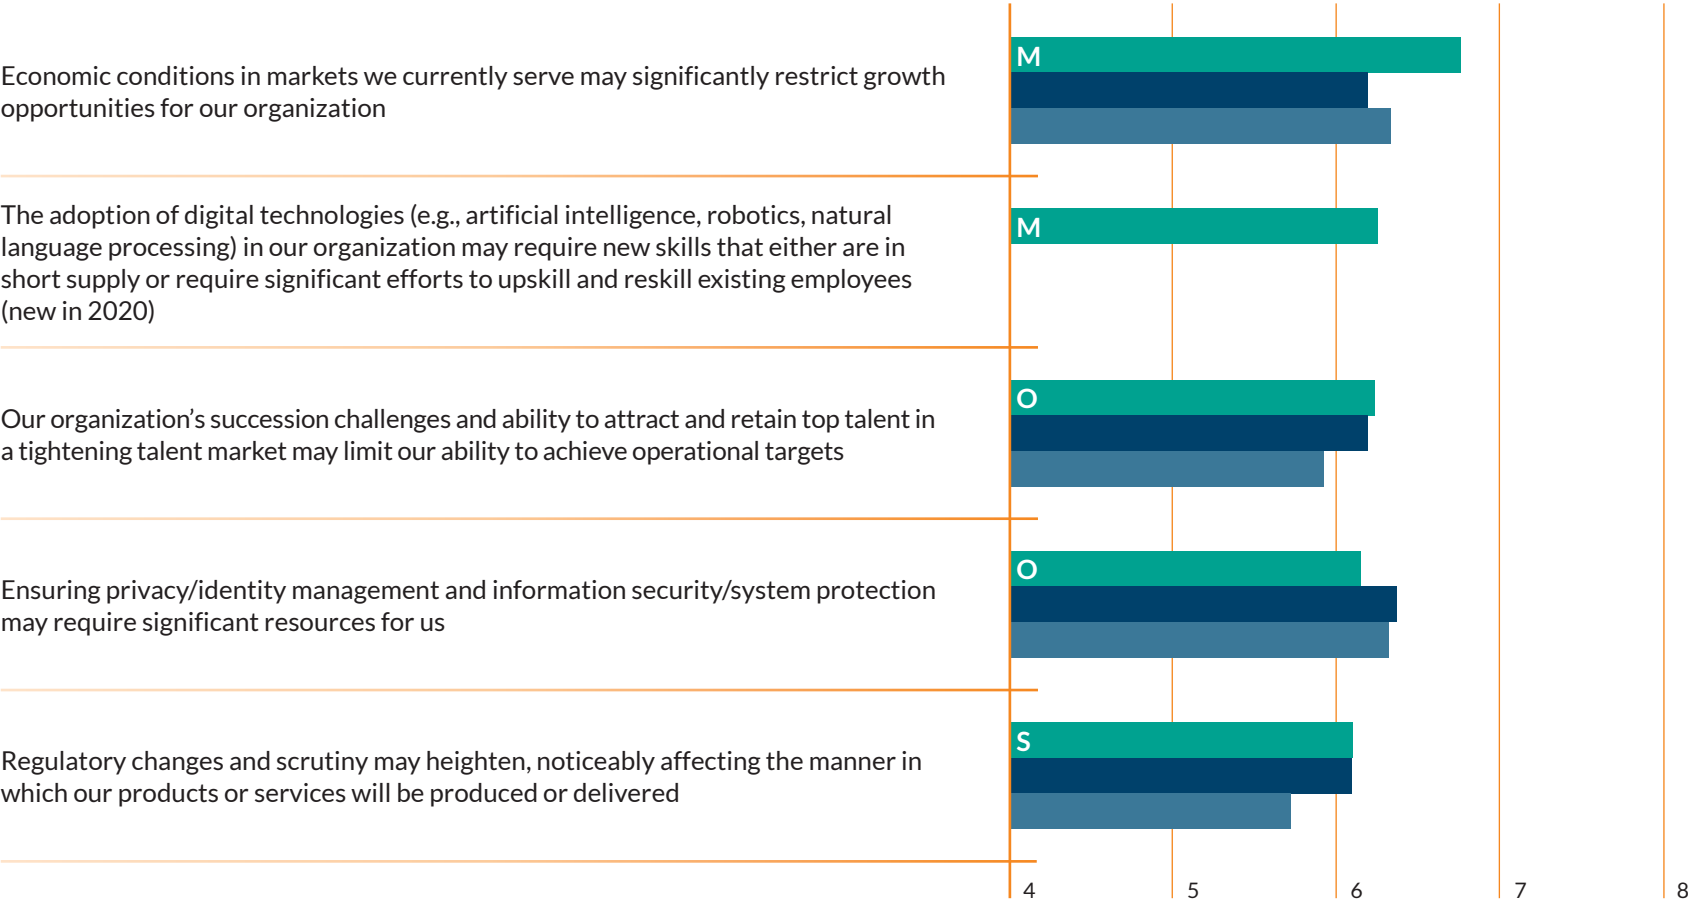 M
Economic conditions in markets we currently serve may significantly restrict growth
opportunities for our organization
The adoption of digital technologies (e.g., artificial intelligence, robotics, natural
M
language processing) in our organization may require new skills that either are in
short supply or require significant efforts to upskill and reskill existing employees
(new in 2020)
O
Our organization’s succession challenges and ability to attract and retain top talent in
a tightening talent market may limit our ability to achieve operational targets
O
Ensuring privacy/identity management and information security/system protection
may require significant resources for us
S
Regulatory changes and scrutiny may heighten, noticeably affecting the manner in
which our products or services will be produced or delivered
4 5 6 7 8